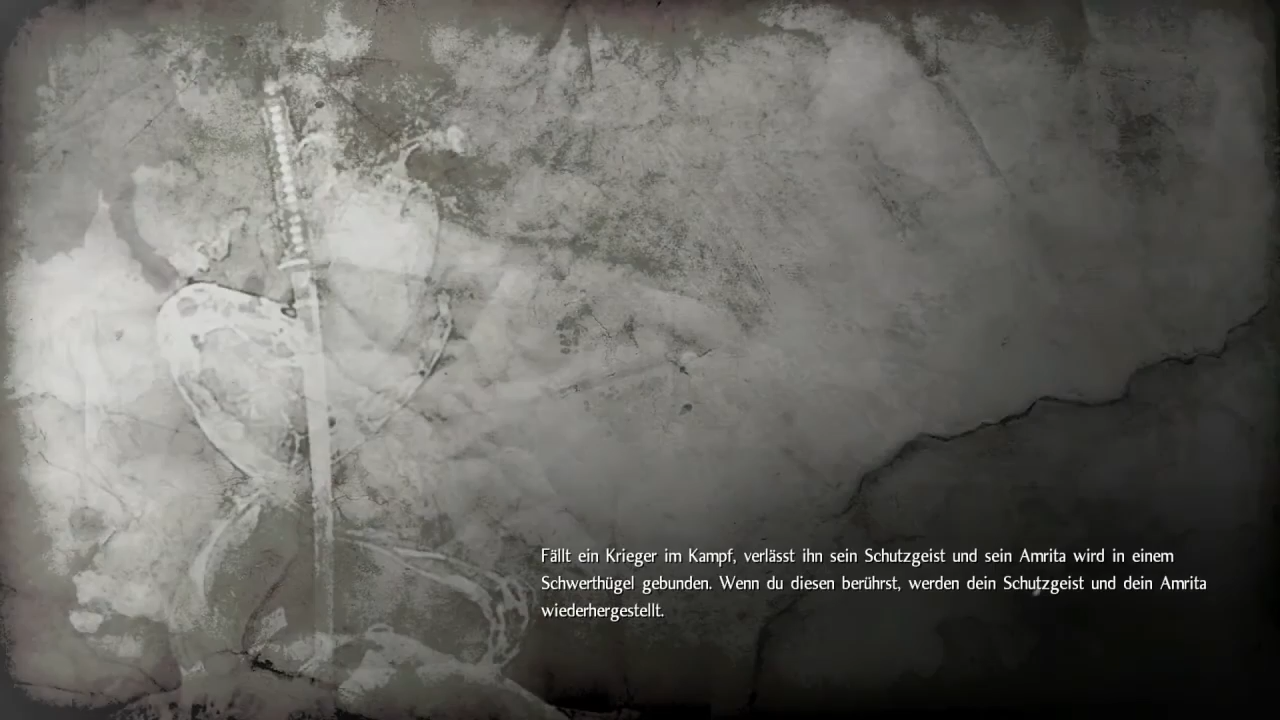 Fällt ein Krieger im Kampf, verlässt ihn sein Schutzgeist und sein Amrita wird in einem
Schwerthügel gebunden. Wenn du diesen berührst, werden dein Schutzgeist und dein Amrita
wiederhergestellt.